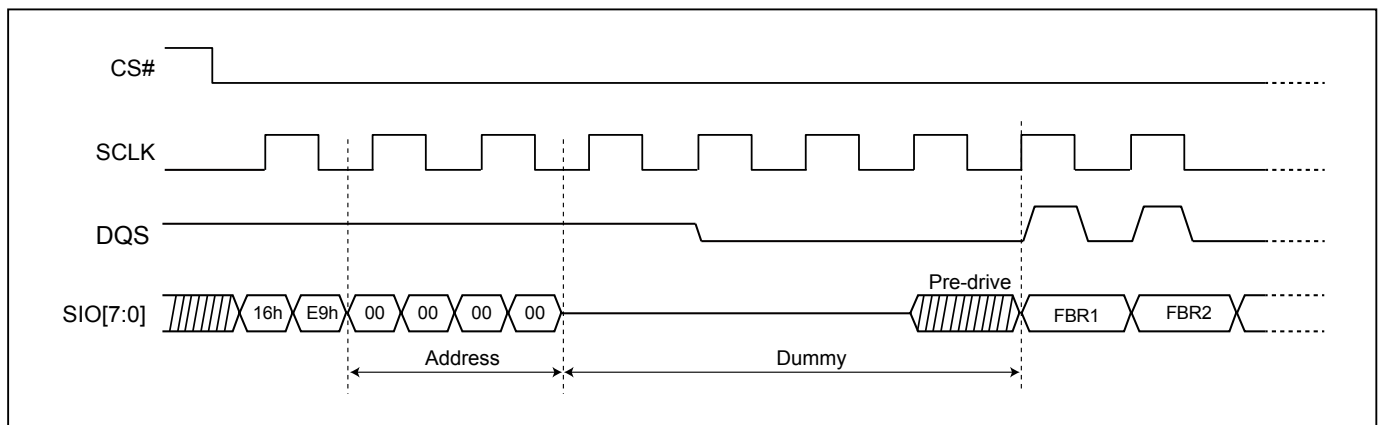 CS#
SCLK
DQS
Pre-drive
SIO[7:0] 16h E9h 00 00 00 00 FBR1 FBR2
Address Dummy